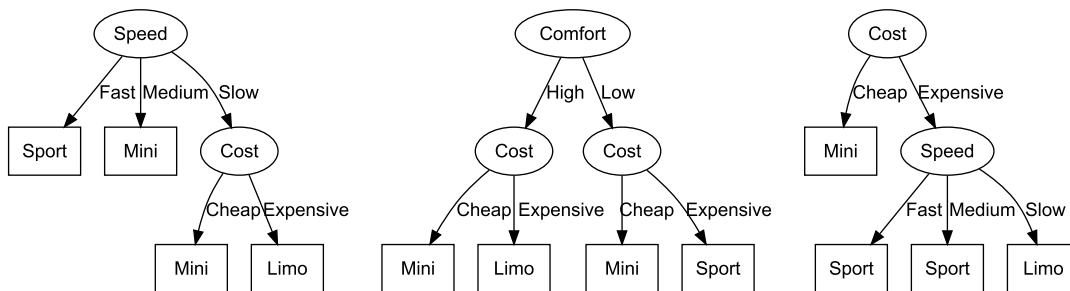 Speed Comfort Cost
Fast Medium Slow High Low Cheap Expensive
Sport Mini Cost Cost Cost Mini Speed
Cheap Expensive Cheap Expensive Cheap Expensive Fast Medium Slow
Mini Limo Mini Limo Mini Sport Sport Sport Limo